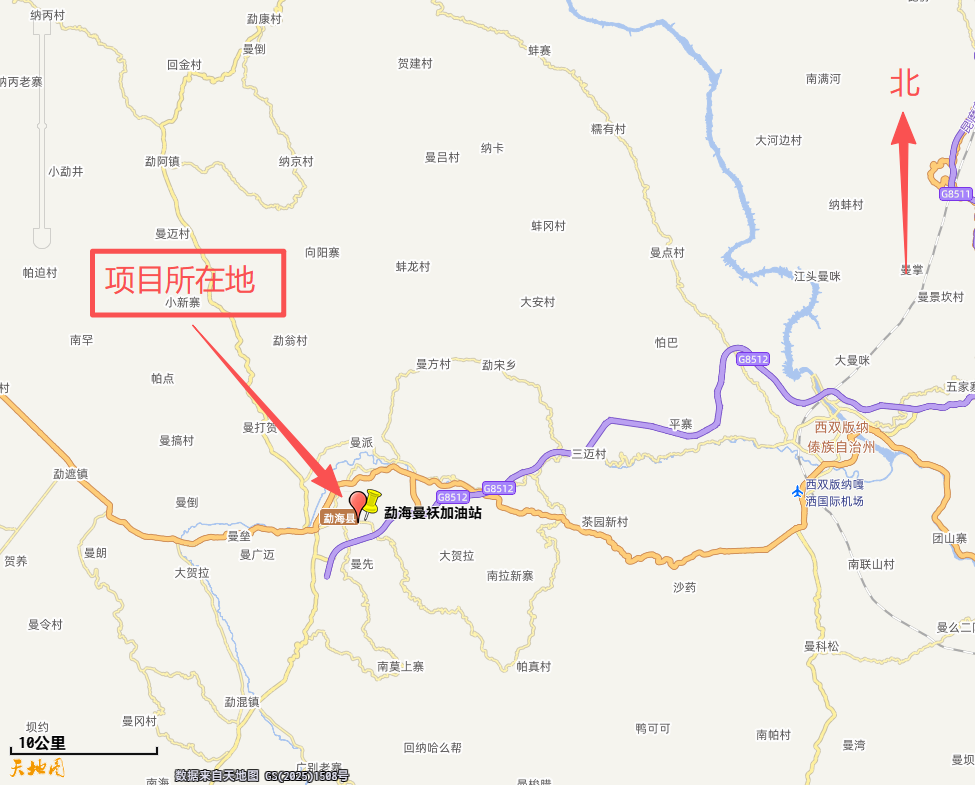 纳丙村
勐康村
曼倒
蚌赛
回金村
贺建村
南满河
北
纳丙老寨
糯有村
大河边村
勐阿镇
纳京村
曼吕村
纳卡
小勐井
G8511
纳蚌村
曼迈村
蚌冈村
向阳寨
曼点村
帕迫村
蚌龙村
江头曼咪
曼掌
项目所在地
小新寨
大安村
曼景坎村
南罕
勐翁村
怕巴
曼方村
勐宋乡
G8512
大曼咪
帕点
村
五家寨
曼打贺
平寨
西双版纳
傣族自治州
曼搞村
曼派
三迈村
勐遮镇
西双版纳嘎
洒国际机场
G8512
G8512
曼倒
勐海县
勐海曼袄加油站
茶园新村
曼垒
曼朗
曼广迈
大贺拉
团山寨
贺养
曼先
南联山村
大贺拉
南拉新寨
沙药
曼令村
曼么二
曼科松
南莫上寨
帕真村
勐混镇
曼冈村
坝约
鸭可可
南帕村
10公里
回纳哈么帮
曼湾
曼坝
天地图
广别老寨
数据来自天地图 GS(2025)1508号
南海
曼梭腊